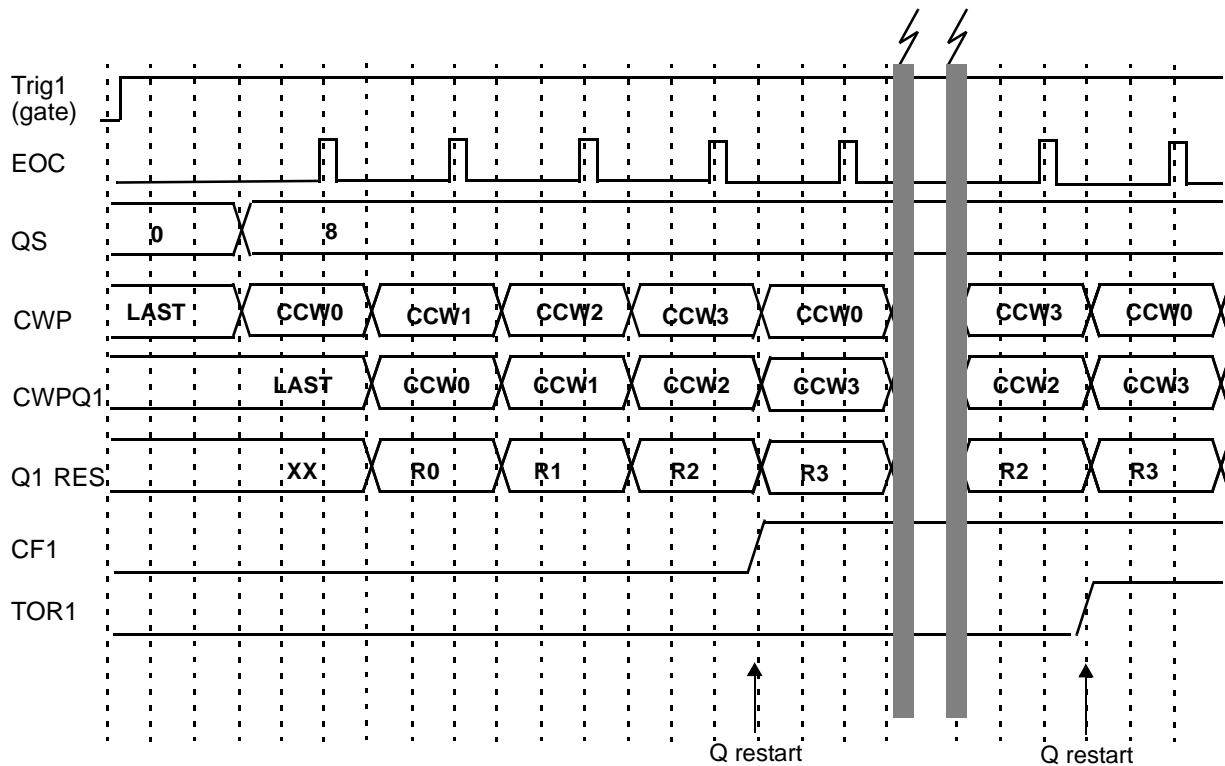 Trig1
(gate)
EOC
QS 0 8
CWP LAST CCW0 CCW1 CCW2 CCW3 CCW0 CCW3 CCW0
CWPQ1 LAST CCW0 CCW1 CCW2 CCW3 CCW2 CCW3
Q1 RES XX R0 R1 R2 R3 R2 R3
CF1
TOR1
Q restart Q restart